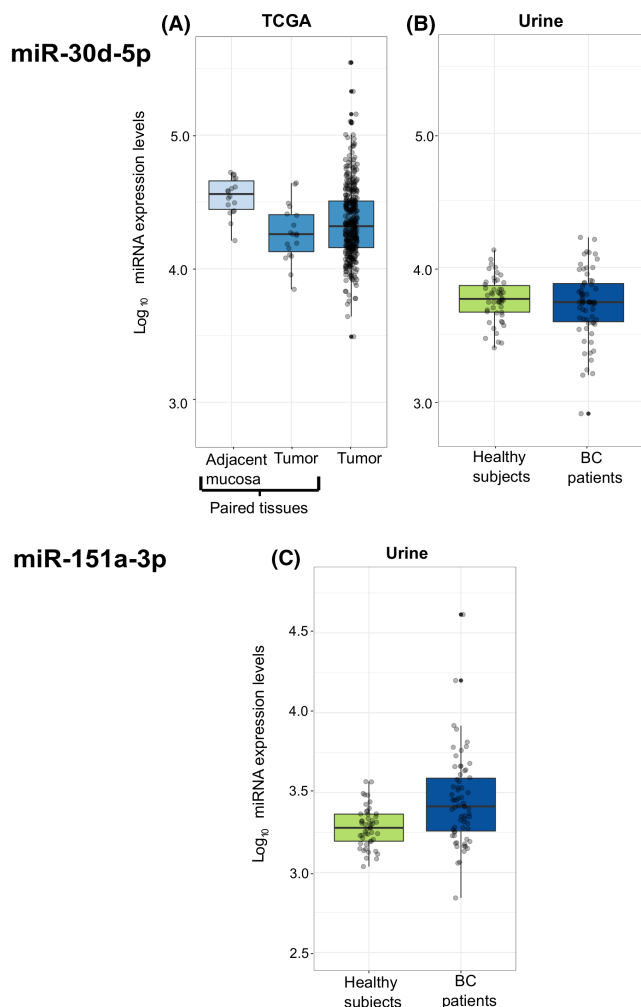 miR-30d-5p
(A)
TCGA
Log10 miRNA expression levels
5.0
4.0
3.0
Adjacent
mucosa
Tumor
Tumor
Paired tissues
(B)
Urine
5.0
4.0
3.0
Healthy
subjects
BC
patients
miR-151a-3p
(C)
Urine
Log10 miRNA expression levels
4.5
4.0
3.5
3.0
2.5
Healthy
subjects
BC
patients